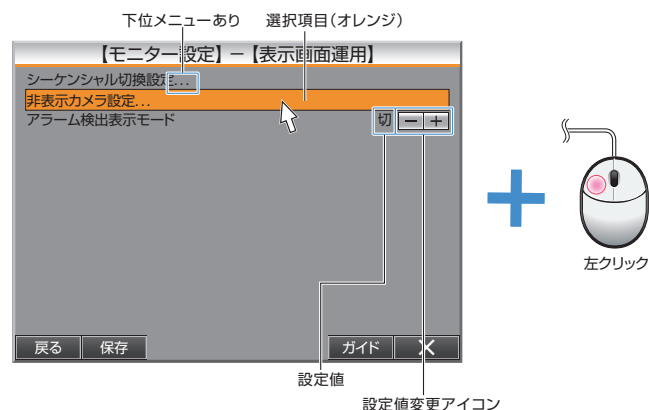 下位メニューあり 選択項目（オレンジ）
【モニター設定】－【表示画面運用】
シーケンシャル切換設定...
非表示カメラ設定...
アラーム検出表示モード 切 － ＋
左クリック
戻る 保存 ガイド ×
設定値
設定値変更アイコン